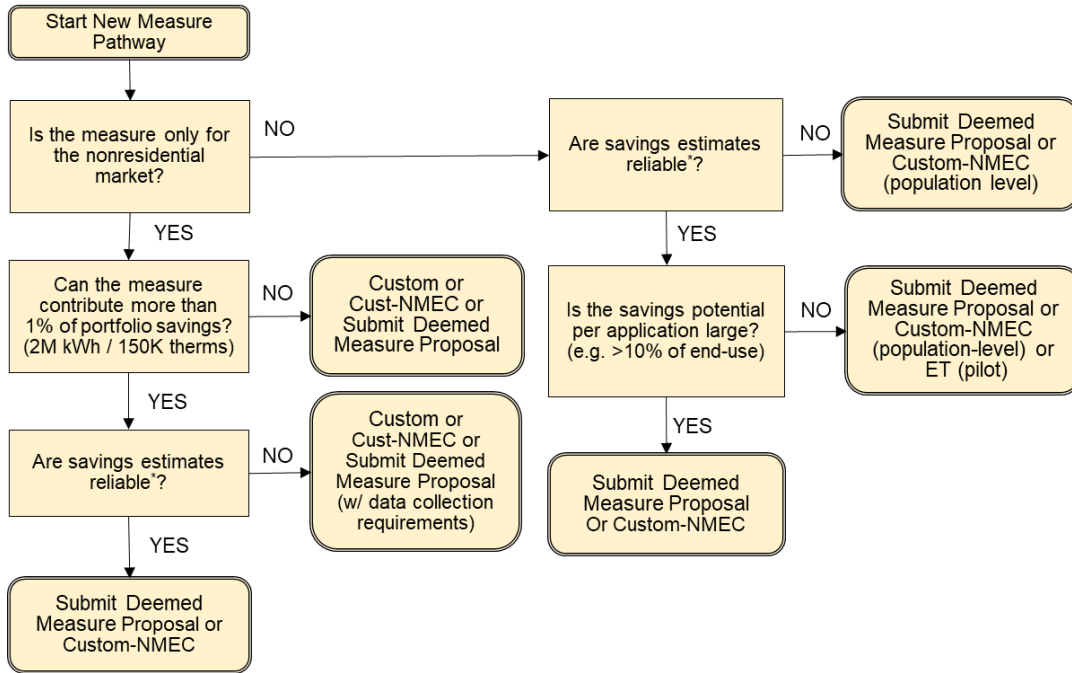 Start New Measure
Pathway
Is the measure only for
the nonresidential
market?
NO
Are savings estimates
reliable*?
NO
Submit Deemed
Measure Proposal or
Custom-NMEC
(population level)
YES
YES
Can the measure
contribute more than
1% of portfolio savings?
(2M kWh / 150K therms)
NO
Custom or
Cust-NMEC or
Submit Deemed
Measure Proposal
Is the savings potential
per application large?
(e.g. >10% of end-use)
NO
Submit Deemed
Measure Proposal or
Custom-NMEC
(population-level) or
ET (pilot)
YES
YES
Are savings estimates
reliable*?
NO
Custom or
Cust-NMEC or
Submit Deemed
Measure Proposal
(w/ data collection
requirements)
Submit Deemed
Measure Proposal
Or Custom-NMEC
YES
Submit Deemed
Measure Proposal or
Custom-NMEC